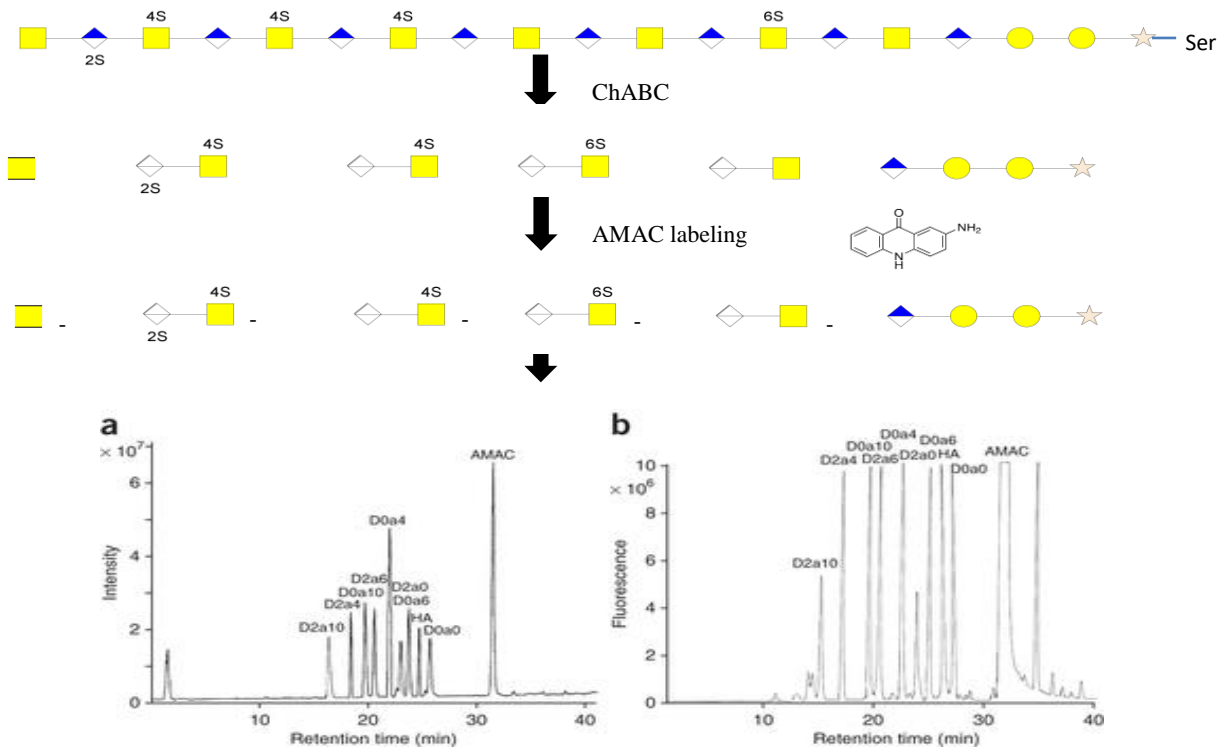 4S 4S 4S 6S
2S
Ser
ChABC
4S 4S 6S
2S
AMAC labeling
O
NH₂
N
H
4S 4S 6S
- - - - -
2S
a
× 10⁷
Intensity
6
4
2
0
AMAC
D0a4
D2a6
D0a10
D2a4
D2a10
D2a0
D0a6
HA
D0a0
10 20 30 40
Retention time (min)
b
10
× 10⁶
Fluorescence
8
6
4
2
0
D0a4
D0a10 D0a6
D2a4 D2a6 D2a0 HA AMAC
D0a0
D2a10
10 20 30 40
Retention time (min)